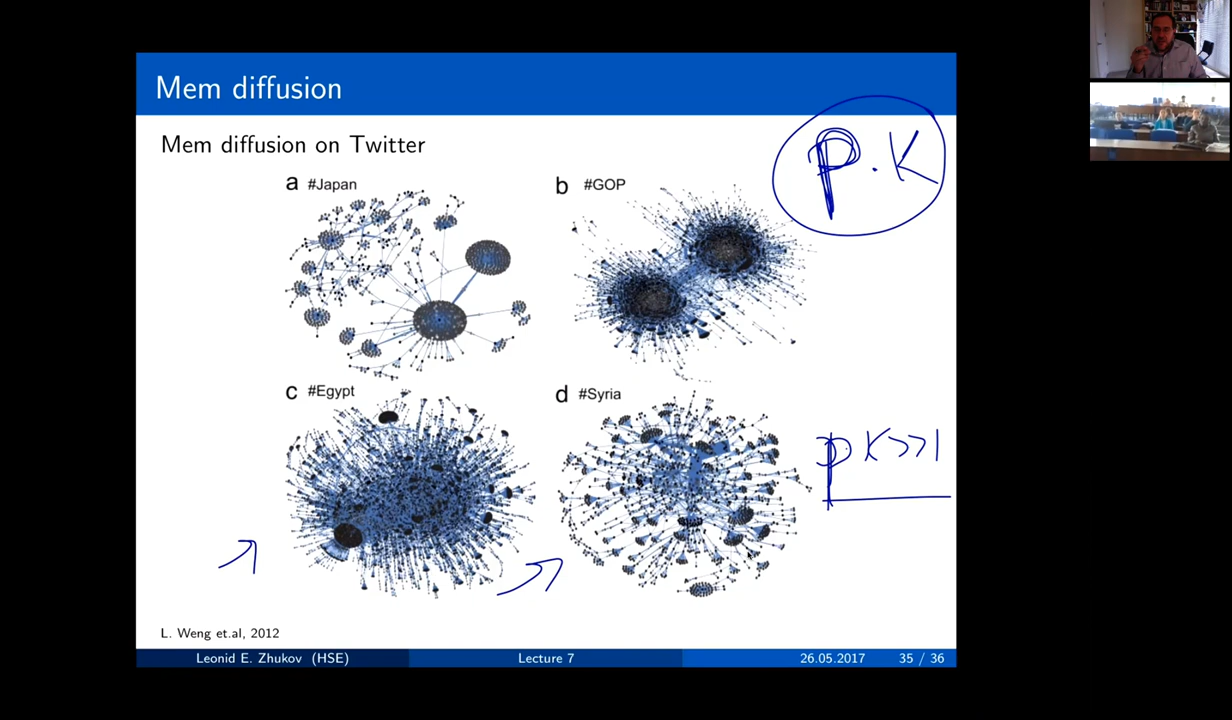 Mem diffusion
Mem diffusion on Twitter
P.K
a #Japan
b #GOP
c #Egypt
d #Syria
pK>>1
L. Weng et.al, 2012
Leonid E. Zhukov (HSE) Lecture 7 26.05.2017 35 / 36